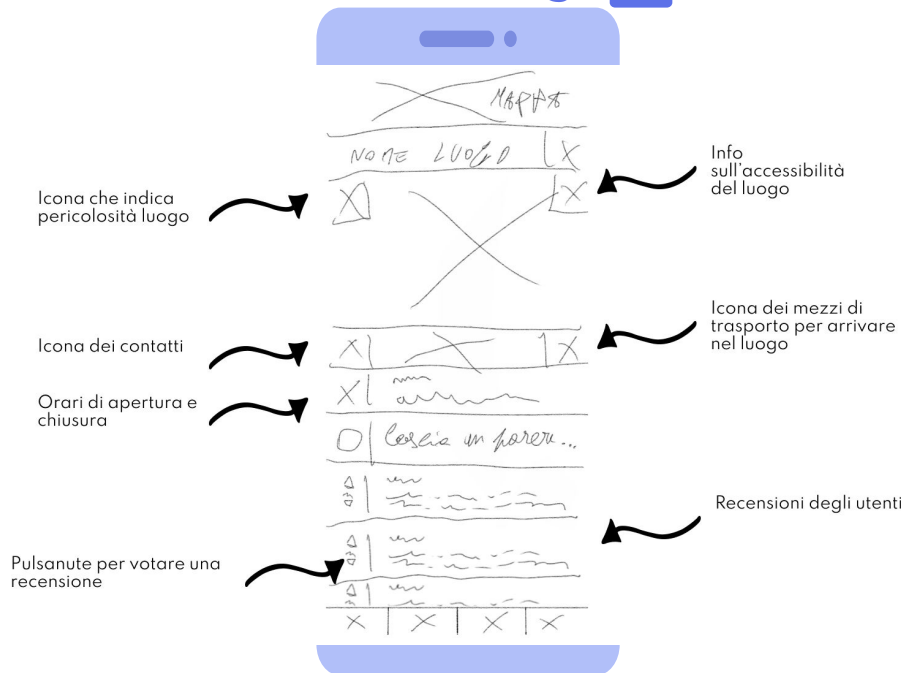 MAPPA
NOME LUOGO
Info
sull'accessibilità
del luogo
Icona che indica
pericolosità luogo
Icona dei mezzi di
trasporto per arrivare
nel luogo
Icona dei contatti
Orari di apertura e
chiusura
Lascia un parere...
Recensioni degli utenti
Pulsanute per votare una
recensione